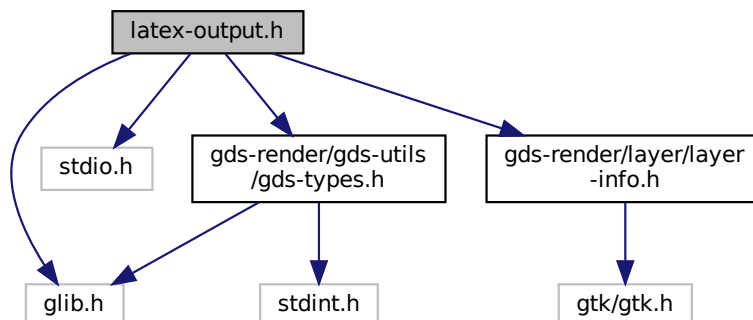 latex-output.h
stdio.h
gds-render/gds-utils
/gds-types.h
gds-render/layer/layer
-info.h
glib.h
stdint.h
gtk/gtk.h